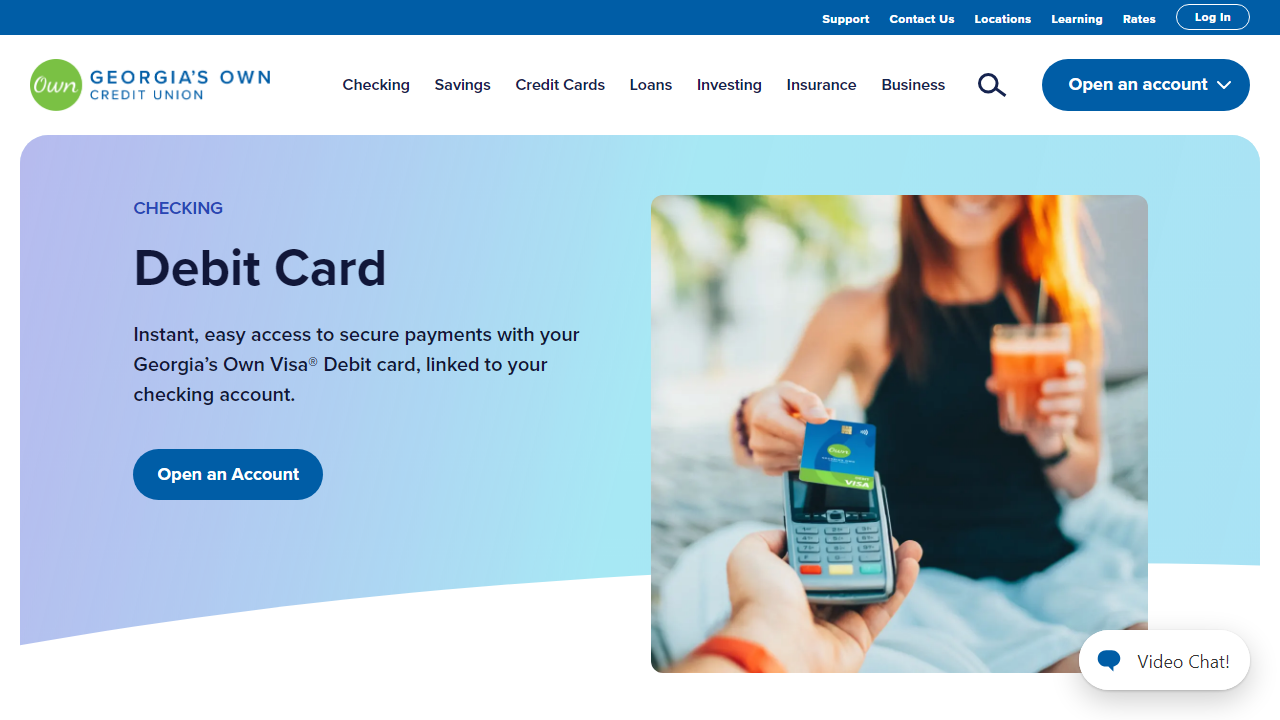 Support Contact Us Locations Learning Rates Log In
Own GEORGIA'S OWN
CREDIT UNION
Checking Savings Credit Cards Loans Investing Insurance Business Open an account
CHECKING
Debit Card
Instant, easy access to secure payments with your
Georgia’s Own Visa® Debit card, linked to your
checking account.
Open an Account
VISA
Video Chat!